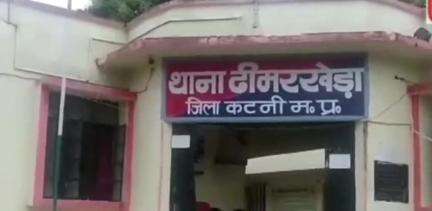 थाना ढीमरखेड़ा
जिला कटनी म. प्र.